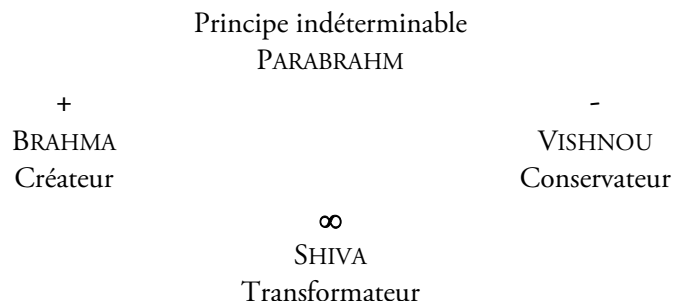 Principe indéterminable
PARABRAHM
+ -
BRAHMA VISHNOU
Créateur Conservateur
∞
SHIVA
Transformateur